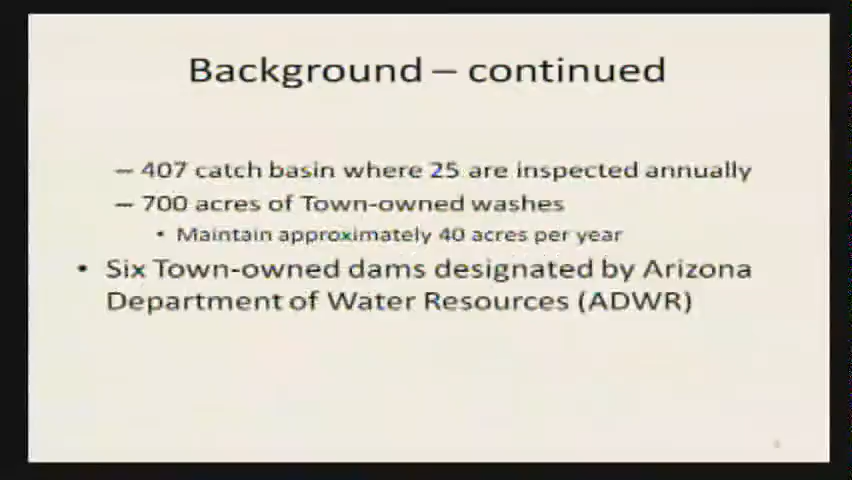 Background – continued
– 407 catch basin where 25 are inspected annually
– 700 acres of Town-owned washes
• Maintain approximately 40 acres per year
• Six Town-owned dams designated by Arizona
Department of Water Resources (ADWR)